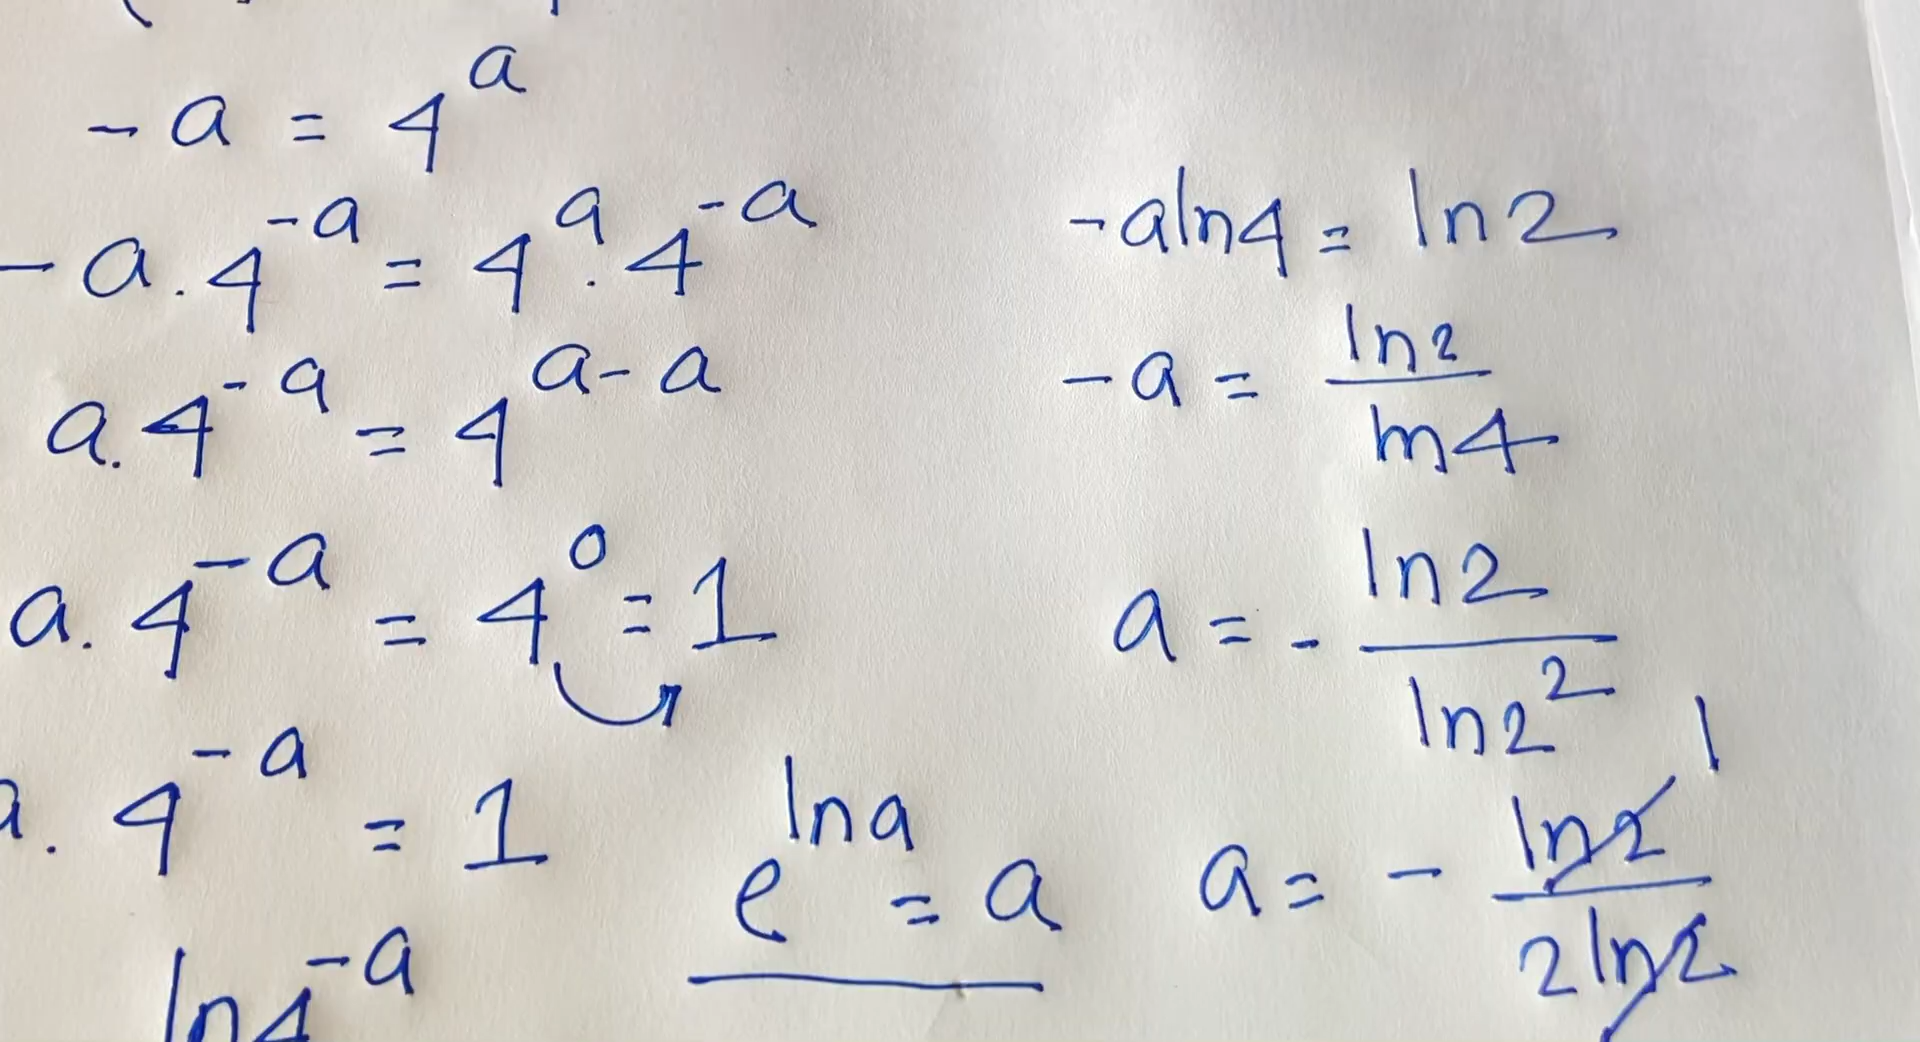 -a = 4^a
-a.4^-a = 4^a.4^-a
a.4^-a = 4^a-a
a.4^-a = 4^0 = 1
a.4^-a = 1
ln4^-a
e^lna = a
-aln4 = ln2
-a = ln2/ln4
a = - ln2/ln2^2
1
a = - ln2/2ln2